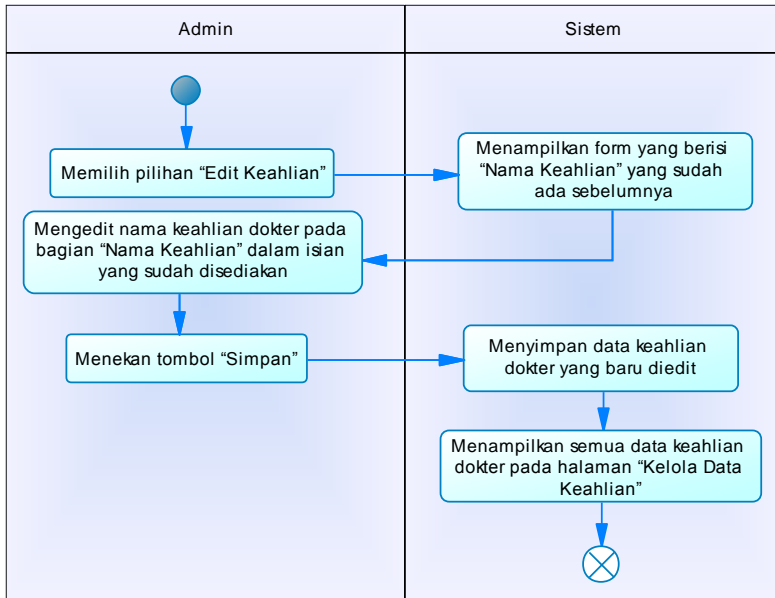 Admin
Sistem
Memilih pilihan “Edit Keahlian”
Menampilkan form yang berisi
“Nama Keahlian” yang sudah
ada sebelumnya
Mengedit nama keahlian dokter pada
bagian “Nama Keahlian” dalam isian
yang sudah disediakan
Menekan tombol “Simpan”
Menyimpan data keahlian
dokter yang baru diedit
Menampilkan semua data keahlian
dokter pada halaman “Kelola Data
Keahlian”